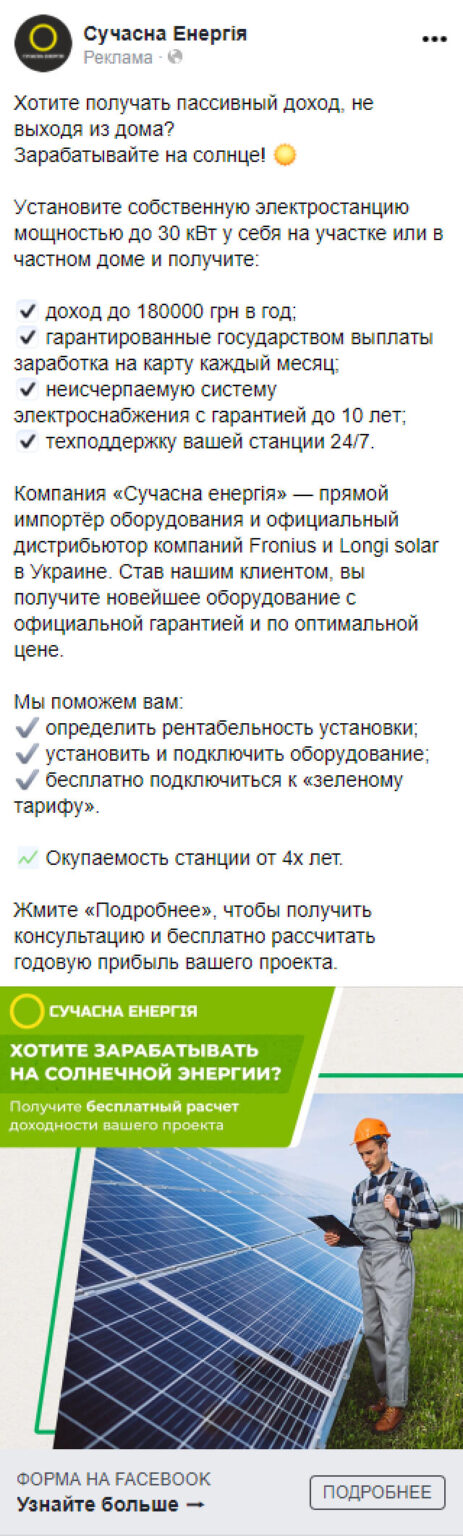 Сучасна Енергія
Реклама ·
Хотите получать пассивный доход, не
выходя из дома?
Зарабатывайте на солнце!
Установите собственную электростанцию
мощностью до 30 кВт у себя на участке или в
частном доме и получите:
доход до 180000 грн в год;
гарантированные государством выплаты
заработка на карту каждый месяц;
неисчерпаемую систему
электроснабжения с гарантией до 10 лет;
техподдержку вашей станции 24/7.
Компания «Сучасна енергія» — прямой
импортёр оборудования и официальный
дистрибьютор компаний Fronius и Longi solar
в Украине. Став нашим клиентом, вы
получите новейшее оборудование с
официальной гарантией и по оптимальной
цене.
Мы поможем вам:
определить рентабельность установки;
установить и подключить оборудование;
бесплатно подключиться к «зеленому
тарифу».
Окупаемость станции от 4х лет.
Жмите «Подробнее», чтобы получить
консультацию и бесплатно рассчитать
годовую прибыль вашего проекта.
СУЧАСНА ЕНЕРГІЯ
ХОТИТЕ ЗАРАБАТЫВАТЬ
НА СОЛНЕЧНОЙ ЭНЕРГИИ?
Получите бесплатный расчет
доходности вашего проекта
ФОРМА НА FACEBOOK
Узнайте больше →
ПОДРОБНЕЕ